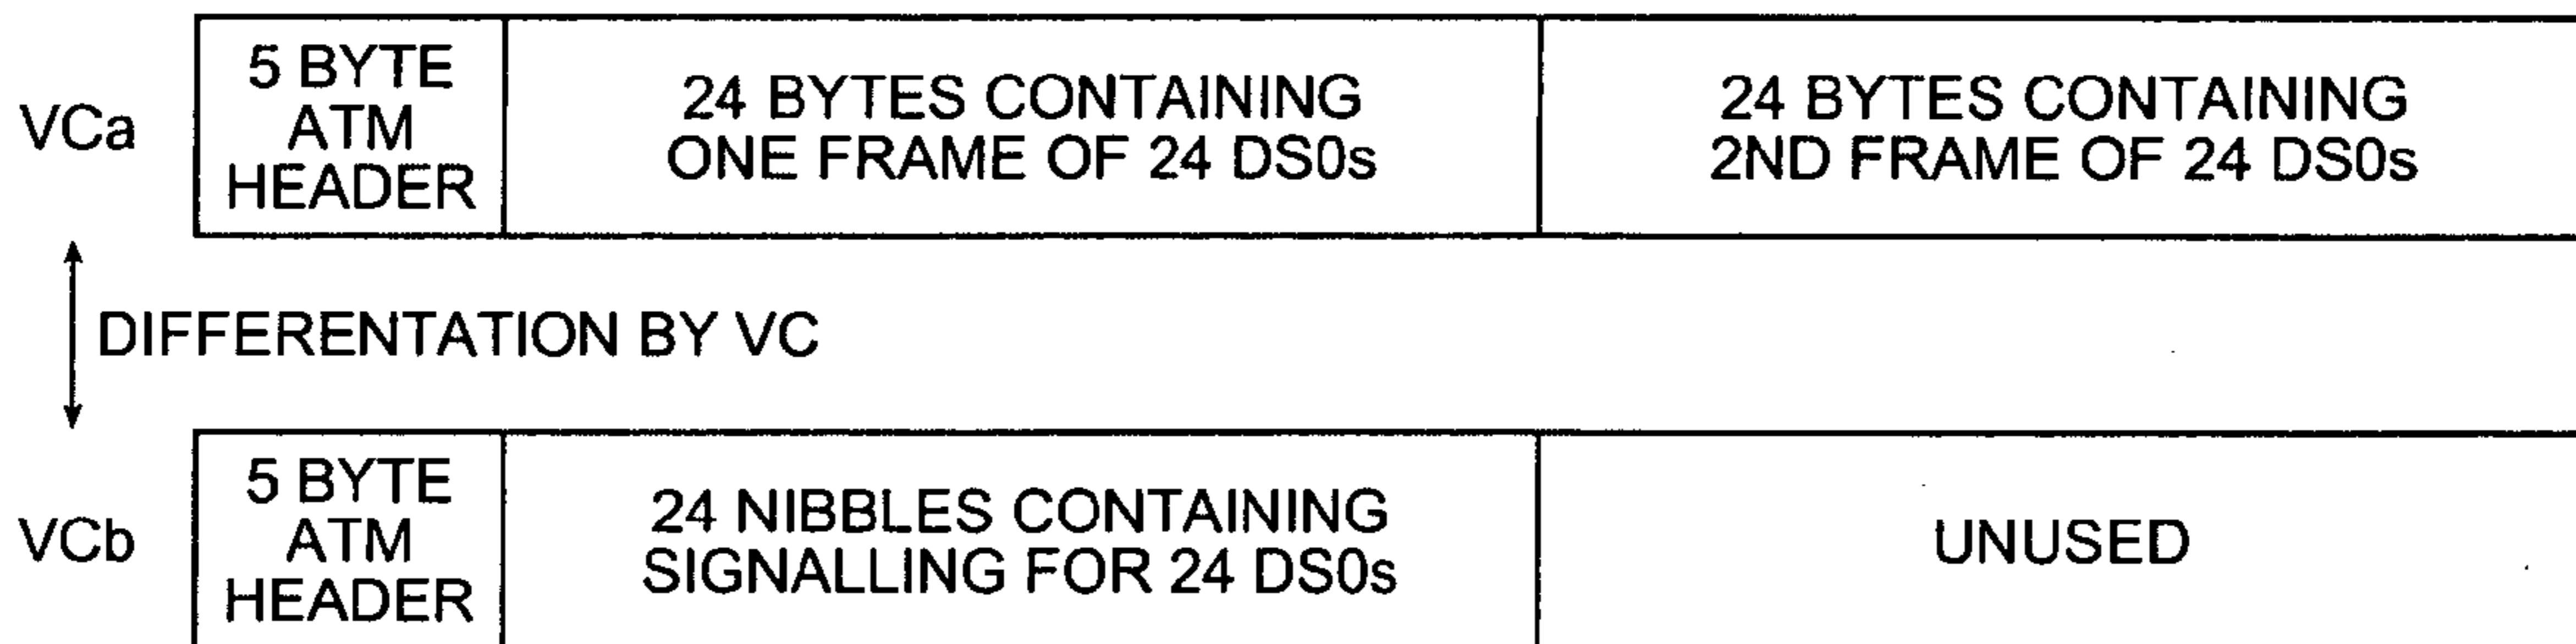 VCa
5 BYTE
ATM
HEADER
24 BYTES CONTAINING
ONE FRAME OF 24 DS0s
24 BYTES CONTAINING
2ND FRAME OF 24 DS0s
DIFFERENTATION BY VC
VCb
5 BYTE
ATM
HEADER
24 NIBBLES CONTAINING
SIGNALLING FOR 24 DS0s
UNUSED